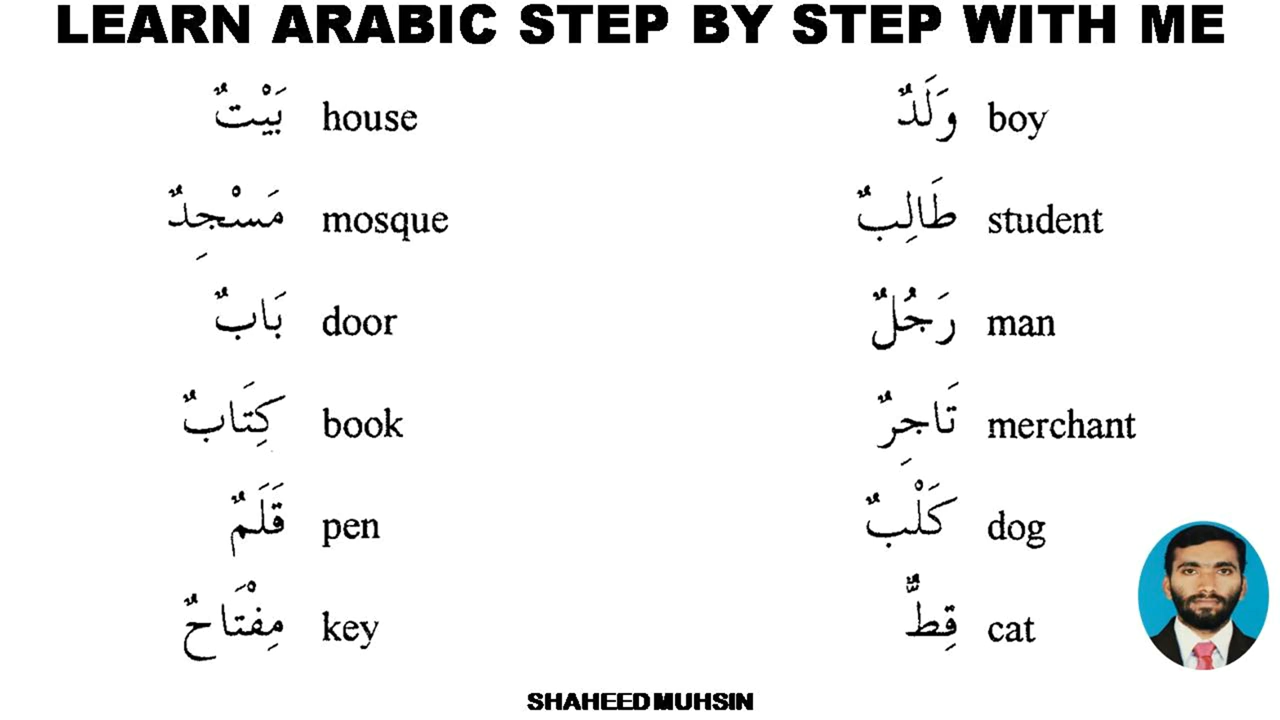 LEARN ARABIC STEP BY STEP WITH ME
بَيْتٌ house
مَسْجِدٌ mosque
بَابٌ door
كِتَابٌ book
قَلَمٌ pen
مِفْتَاحٌ key
وَلَدٌ boy
طَالِبٌ student
رَجُلٌ man
تَاجِرٌ merchant
كَلْبٌ dog
قِطٌّ cat
SHAHEED MUHSIN